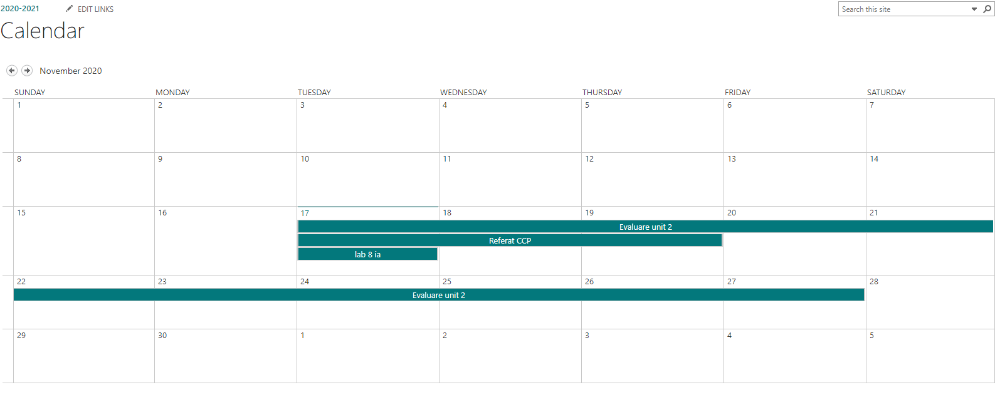 2020-2021 EDIT LINKS Search this site
Calendar
November 2020
SUNDAY MONDAY TUESDAY WEDNESDAY THURSDAY FRIDAY SATURDAY
1 2 3 4 5 6 7
8 9 10 11 12 13 14
15 16 17 18 19 20 21
Evaluare unit 2
Referat CCP
lab 8 ia
22 23 24 25 26 27 28
Evaluare unit 2
29 30 1 2 3 4 5